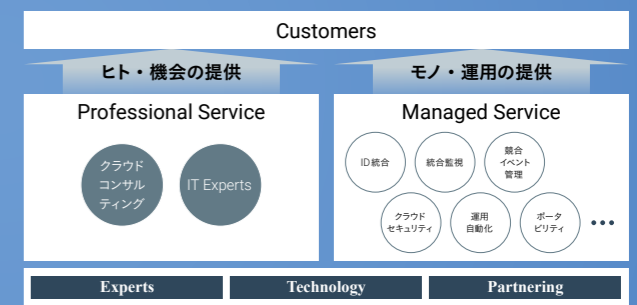 Customers
ヒト・機会の提供
モノ・運用の提供
Professional Service
クラウド
コンサル
ティング
IT Experts
Managed Service
ID統合
統合監視
競合
イベント
管理
クラウド
セキュリティ
運用
自動化
ポータ
ビリティ
•••
Experts
Technology
Partnering